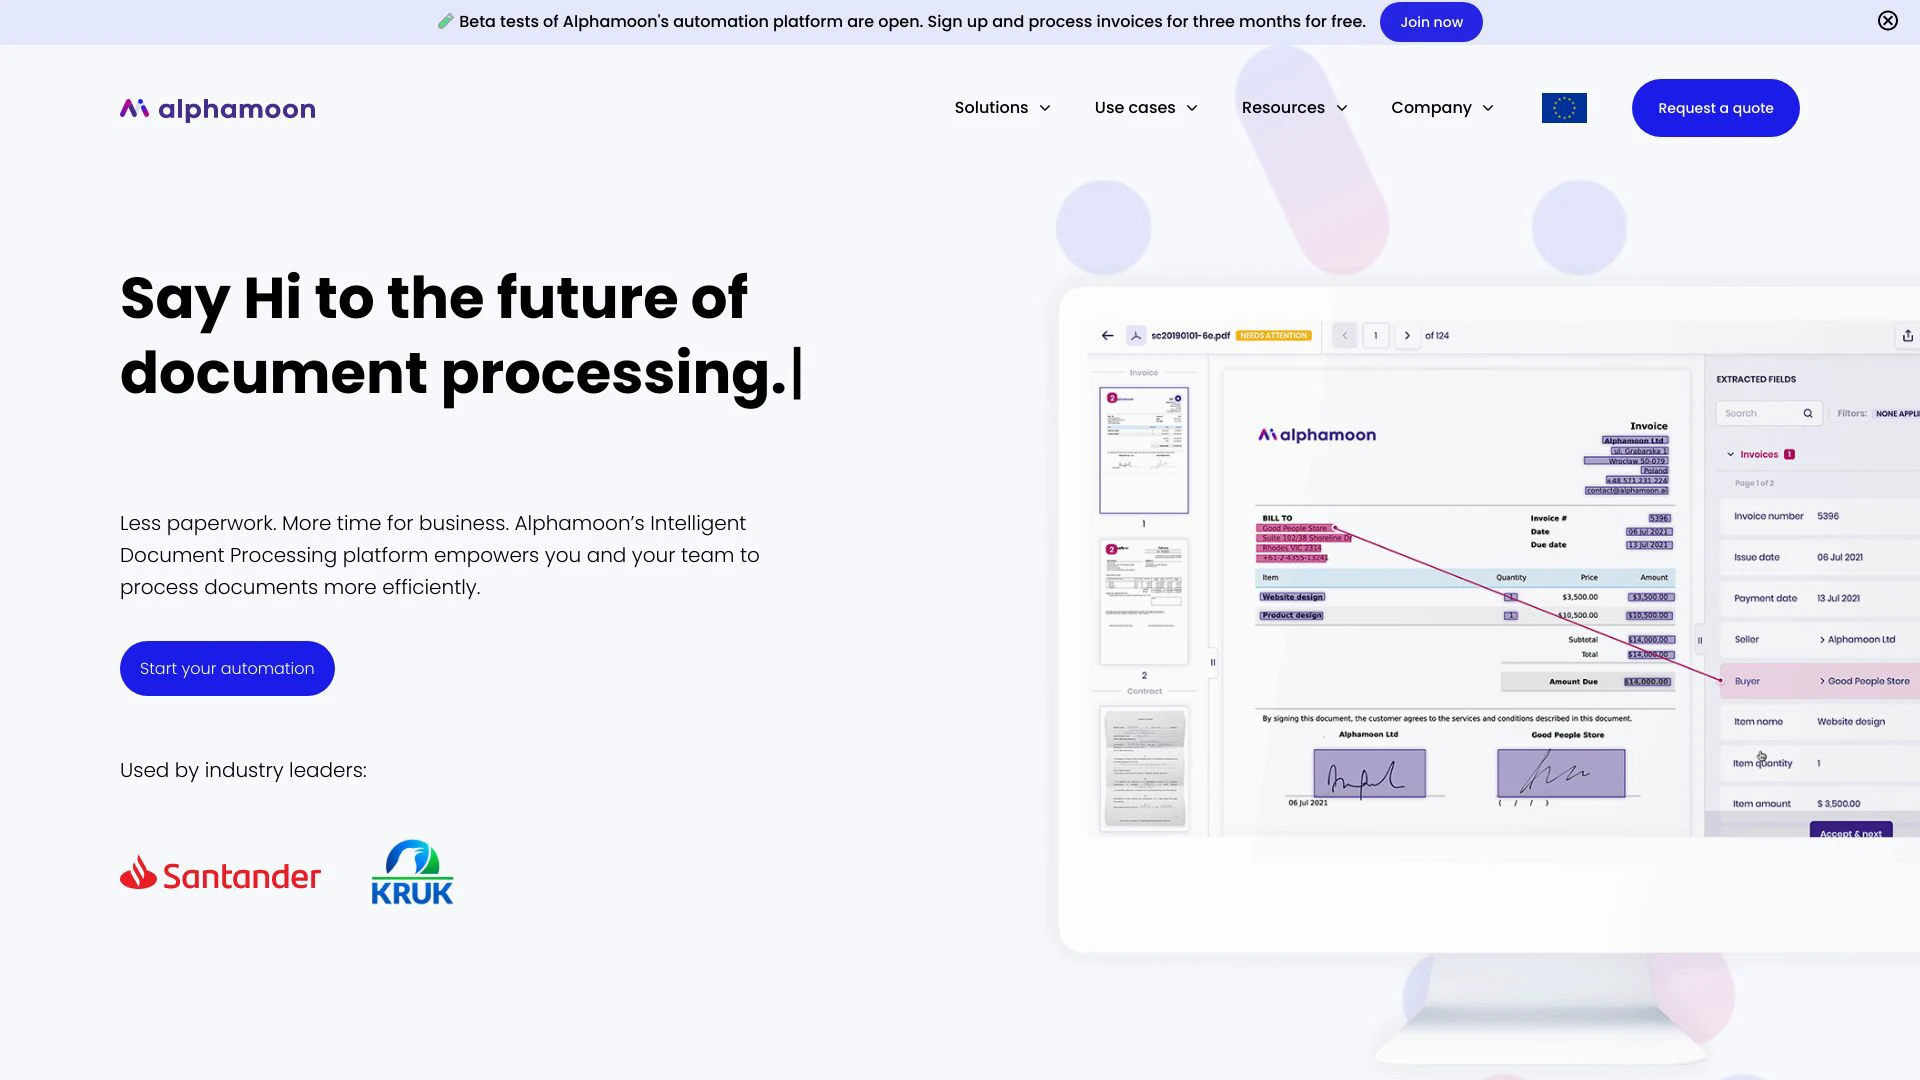 Beta tests of Alphamoon's automation platform are open. Sign up and process invoices for three months for free.
Join now
alphamoon
Solutions
Use cases
Resources
Company
Request a quote
Say Hi to the future of
document processing.
Less paperwork. More time for business. Alphamoon’s Intelligent
Document Processing platform empowers you and your team to
process documents more efficiently.
Start your automation
Used by industry leaders:
Santander
KRUK
sc20190101-6e.pdf
NEEDS ATTENTION
1
of 124
Invoice
1
2
Contract
alphamoon
Invoice
Alphamoon Ltd
ul. Grabarska 1
Wrocław 50-079
Poland
+48 571 231 224
contact@alphamoon.ai
BILL TO
Good People Store
Suite 102/38 Shoreline Dr
Rhodes VIC 2314
Invoice # 5396
Date 06 Jul 2021
Due date 13 Jul 2021
Item Quantity Price Amount
Website design 1 $3,500.00 $3,500.00
Product design 1 $10,500.00 $10,500.00
Subtotal $14,000.00
Total $14,000.00
Amount Due $14,000.00
By signing this document, the customer agrees to the services and conditions described in this document.
Alphamoon Ltd
Good People Store
06 Jul 2021
( / / )
EXTRACTED FIELDS
Search
Filters: NONE APPLI
Invoices 1
Page 1 of 2
Invoice number 5396
Issue date 06 Jul 2021
Payment date 13 Jul 2021
Seller > Alphamoon Ltd
Buyer > Good People Store
Item name Website design
Item quantity 1
Item amount $ 3,500.00
Accept & next